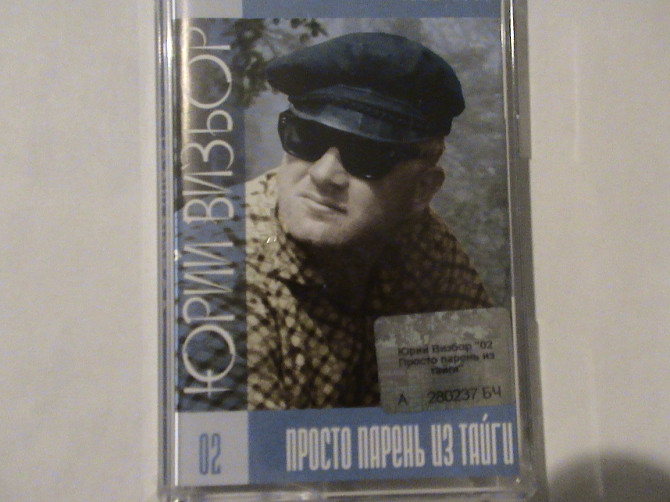 ЮРИЙ ВИЗБОР
Юрий Визбор "02
Просто парень из
тайги"
А 280237 БЧ
02
ПРОСТО ПАРЕНЬ ИЗ ТАЙГИ